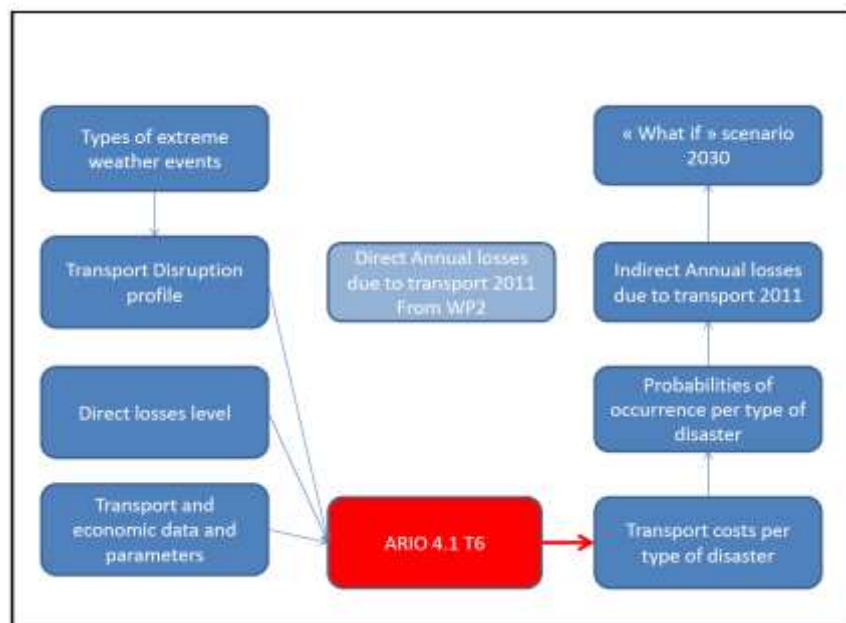 Types of extreme
weather events
Transport Disruption
profile
Direct losses level
Transport and
economic data and
parameters
Direct Annual losses
due to transport 2011
From WP2
ARIO 4.1 T6
« What if » scenario
2030
Indirect Annual losses
due to transport 2011
Probabilities of
occurrence per type of
disaster
Transport costs per
type of disaster